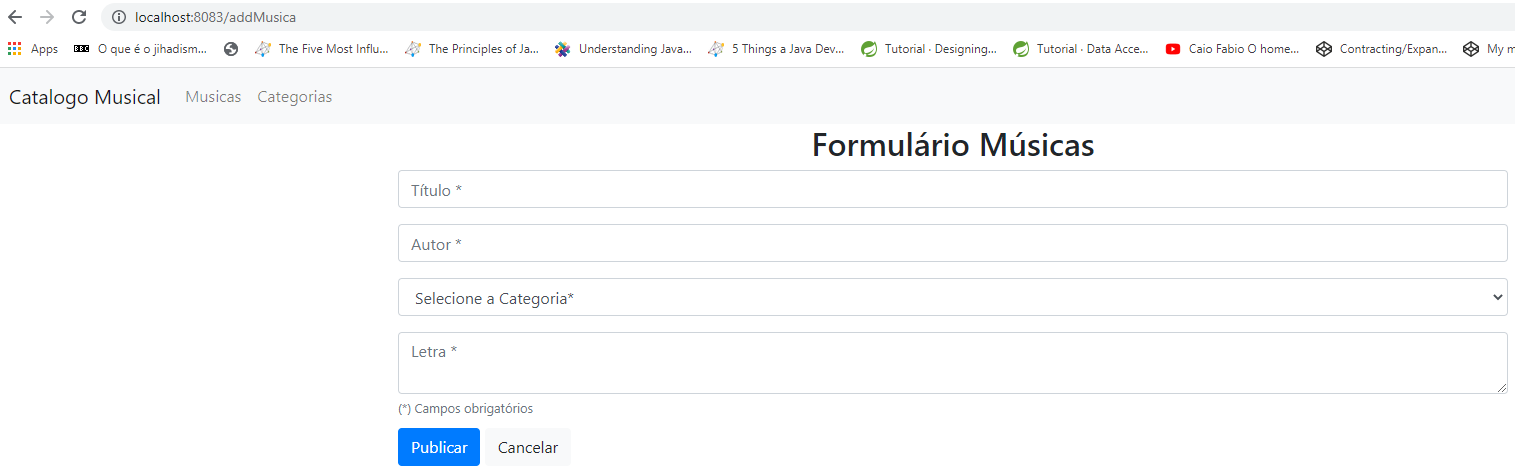 localhost:8083/addMusica
Apps BBC O que é o jihadism... The Five Most Influ... The Principles of Ja... Understanding Java... 5 Things a Java Dev... Tutorial · Designing... Tutorial · Data Acce... Caio Fabio O home... Contracting/Expan... My m
Catalogo Musical Musicas Categorias
Formulário Músicas
Título *
Autor *
Selecione a Categoria*
Letra *
(*) Campos obrigatórios
Publicar Cancelar